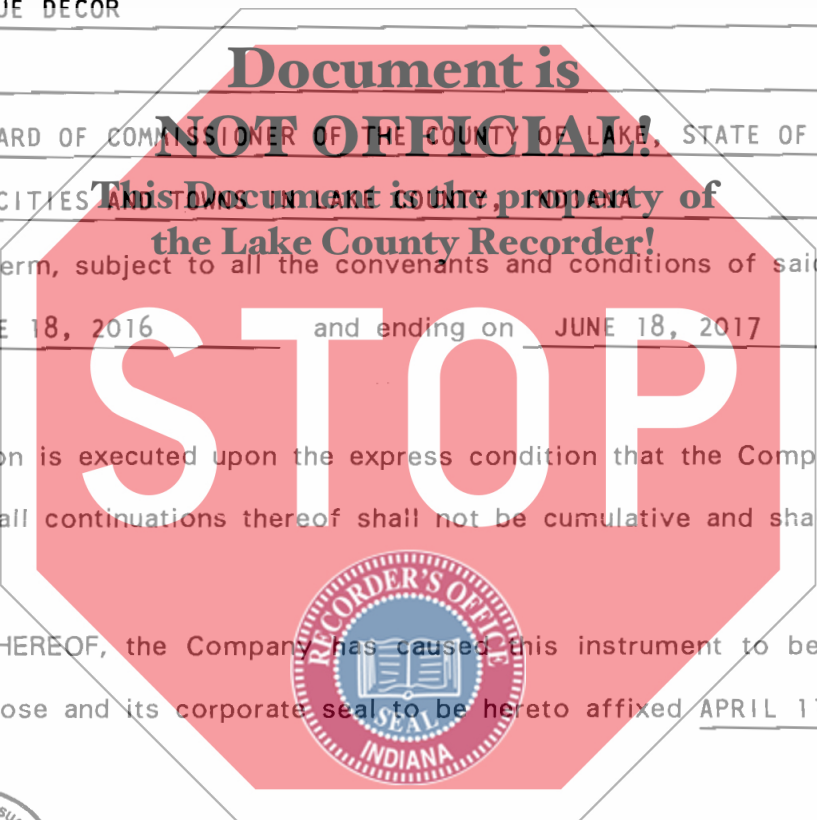 UE DECOR
Document is
NOT OFFICIAL!
ARD OF COMMISSIONER OF THE COUNTY OF LAKE, STATE OF
This Document is the property of
CITIES AND TOWNS IN LAKE COUNTY, INDIANA
the Lake County Recorder!
erm, subject to all the convenants and conditions of said
E 18, 2016 and ending on JUNE 18, 2017
STOP
on is executed upon the express condition that the Comp
all continuations thereof shall not be cumulative and sha
RECORDER'S OFFICE
HEREOF, the Company has caused this instrument to be
SEAL
ose and its corporate seal to be hereto affixed APRIL 1
INDIANA